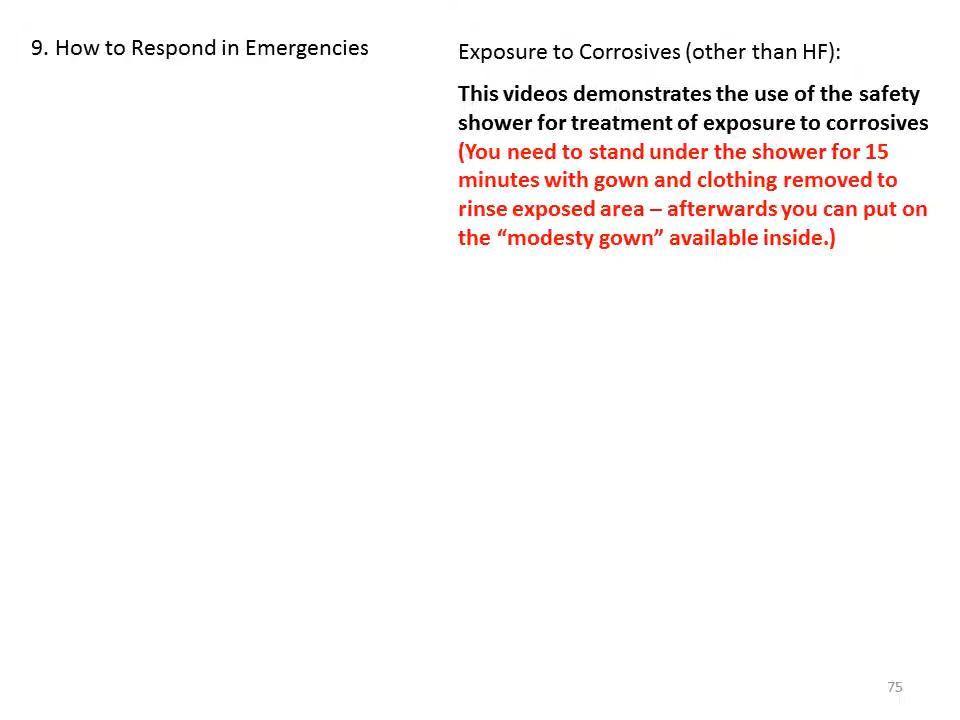 9. How to Respond in Emergencies
Exposure to Corrosives (other than HF):
This videos demonstrates the use of the safety
shower for treatment of exposure to corrosives
(You need to stand under the shower for 15
minutes with gown and clothing removed to
rinse exposed area – afterwards you can put on
the “modesty gown” available inside.)
75